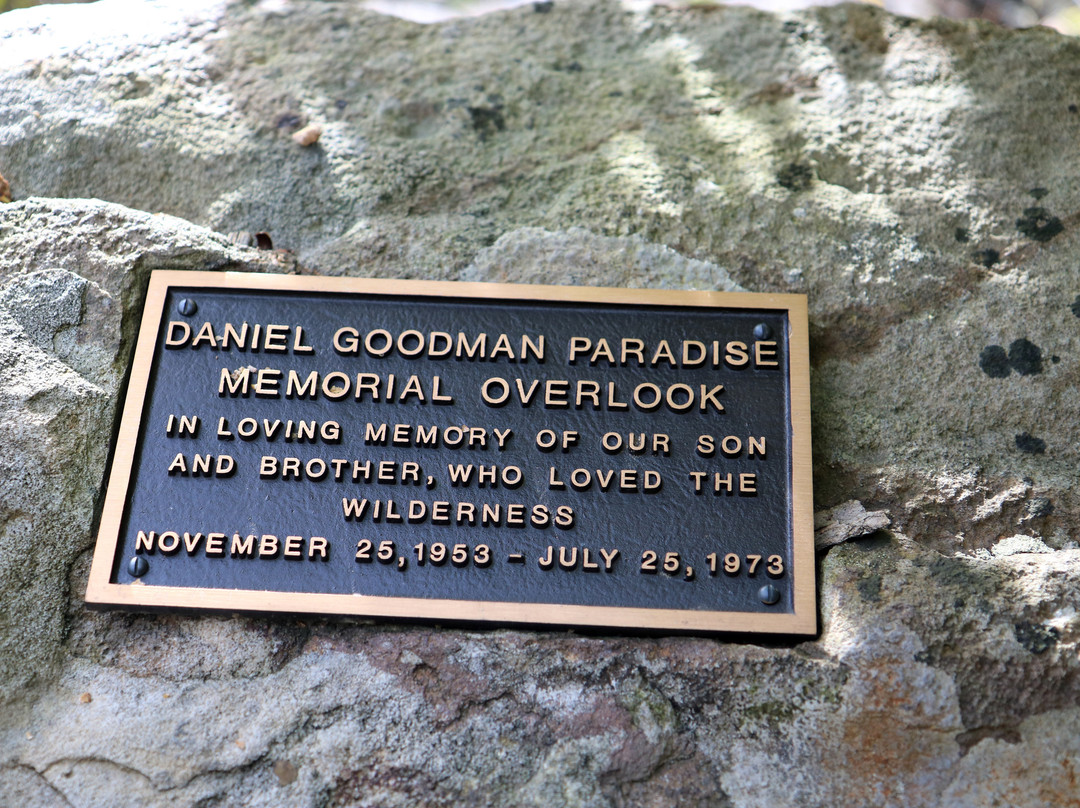 DANIEL GOODMAN PARADISE
MEMORIAL OVERLOOK
IN LOVING MEMORY OF OUR SON
AND BROTHER, WHO LOVED THE
WILDERNESS
NOVEMBER 25, 1953 – JULY 25, 1973